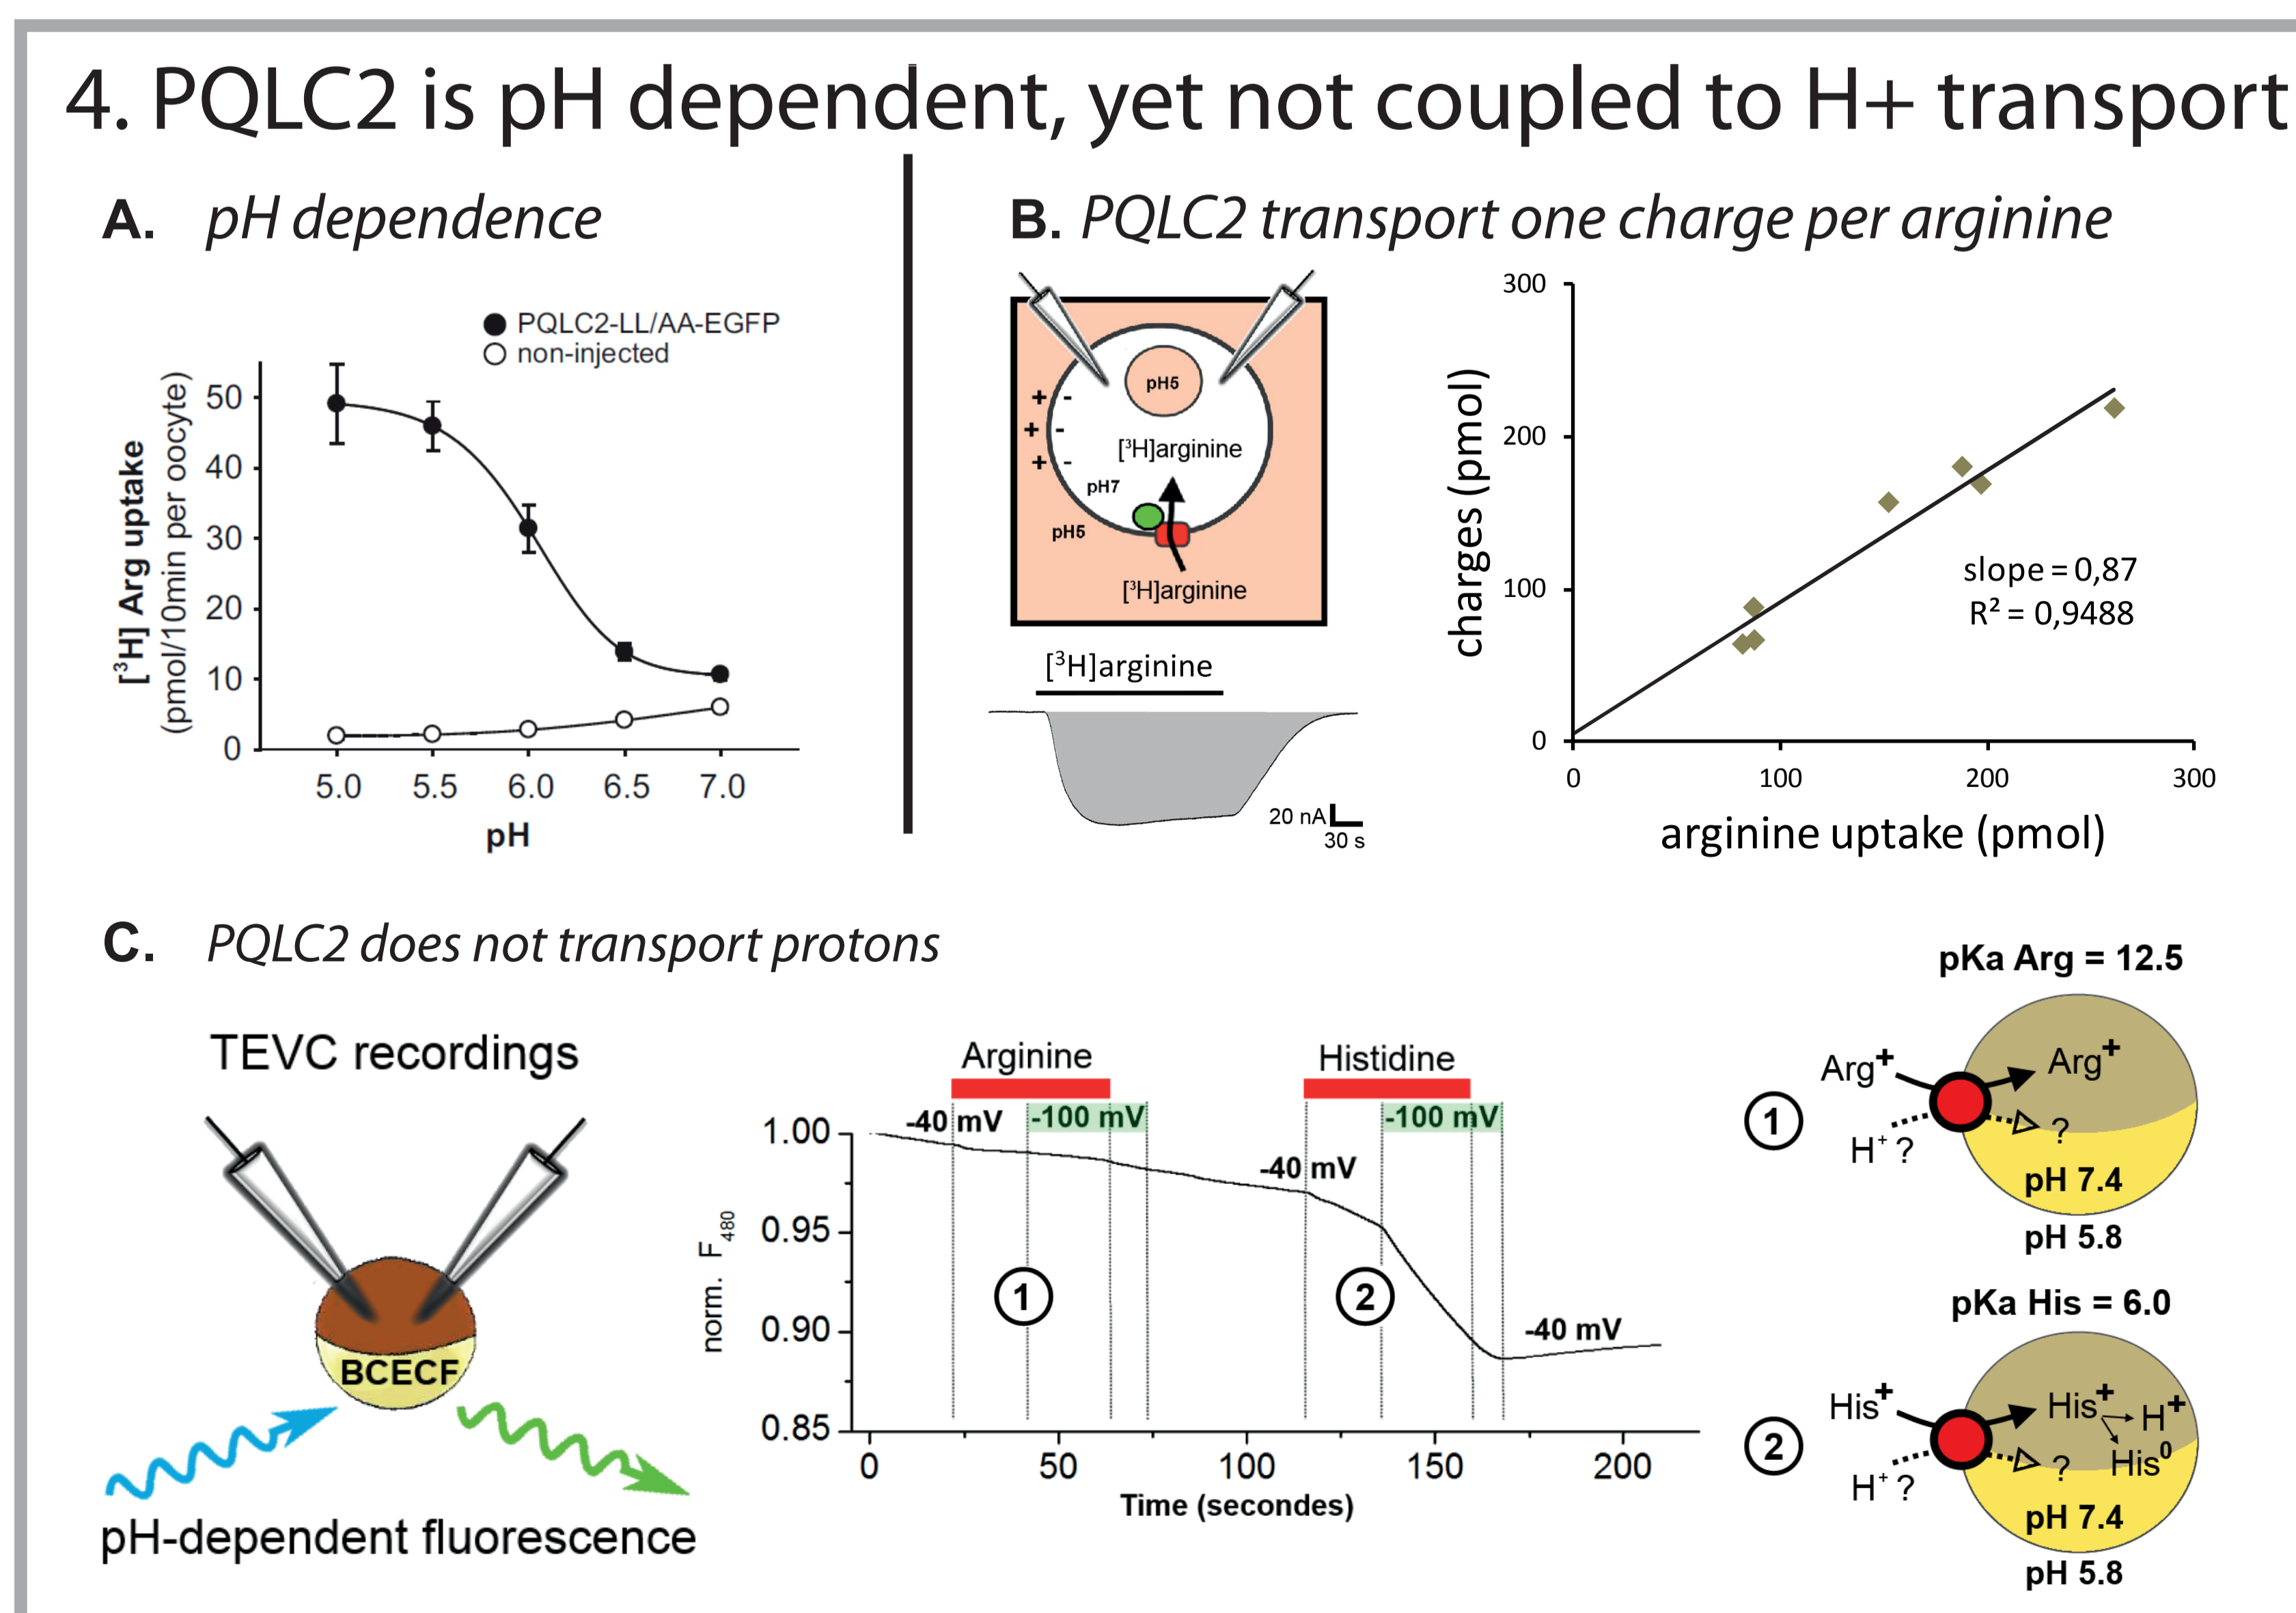 4. PQLC2 is pH dependent, yet not coupled to H+ transport
A. pH dependence
PQLC2-LL/AA-EGFP
non-injected
[³H] Arg uptake
(pmol/10min per oocyte)
50
40
30
20
10
0
5.0 5.5 6.0 6.5 7.0
pH
B. PQLC2 transport one charge per arginine
pH5
+ -
+ -
+ -
[³H]arginine
pH7
pH5
[³H]arginine
[³H]arginine
20 nA
30 s
charges (pmol)
300
200
100
0
slope = 0,87
R² = 0,9488
0 100 200 300
arginine uptake (pmol)
C. PQLC2 does not transport protons
TEVC recordings
BCECF
pH-dependent fluorescence
Arginine Histidine
-40 mV -100 mV -100 mV
-40 mV
-40 mV
norm. F480
1.00
0.95
0.90
0.85
1 2
0 50 100 150 200
Time (secondes)
pKa Arg = 12.5
1
Arg+ Arg+
H+ ? ?
pH 7.4
pH 5.8
pKa His = 6.0
2
His+ His+ H+
His0
H+ ? ?
pH 7.4
pH 5.8